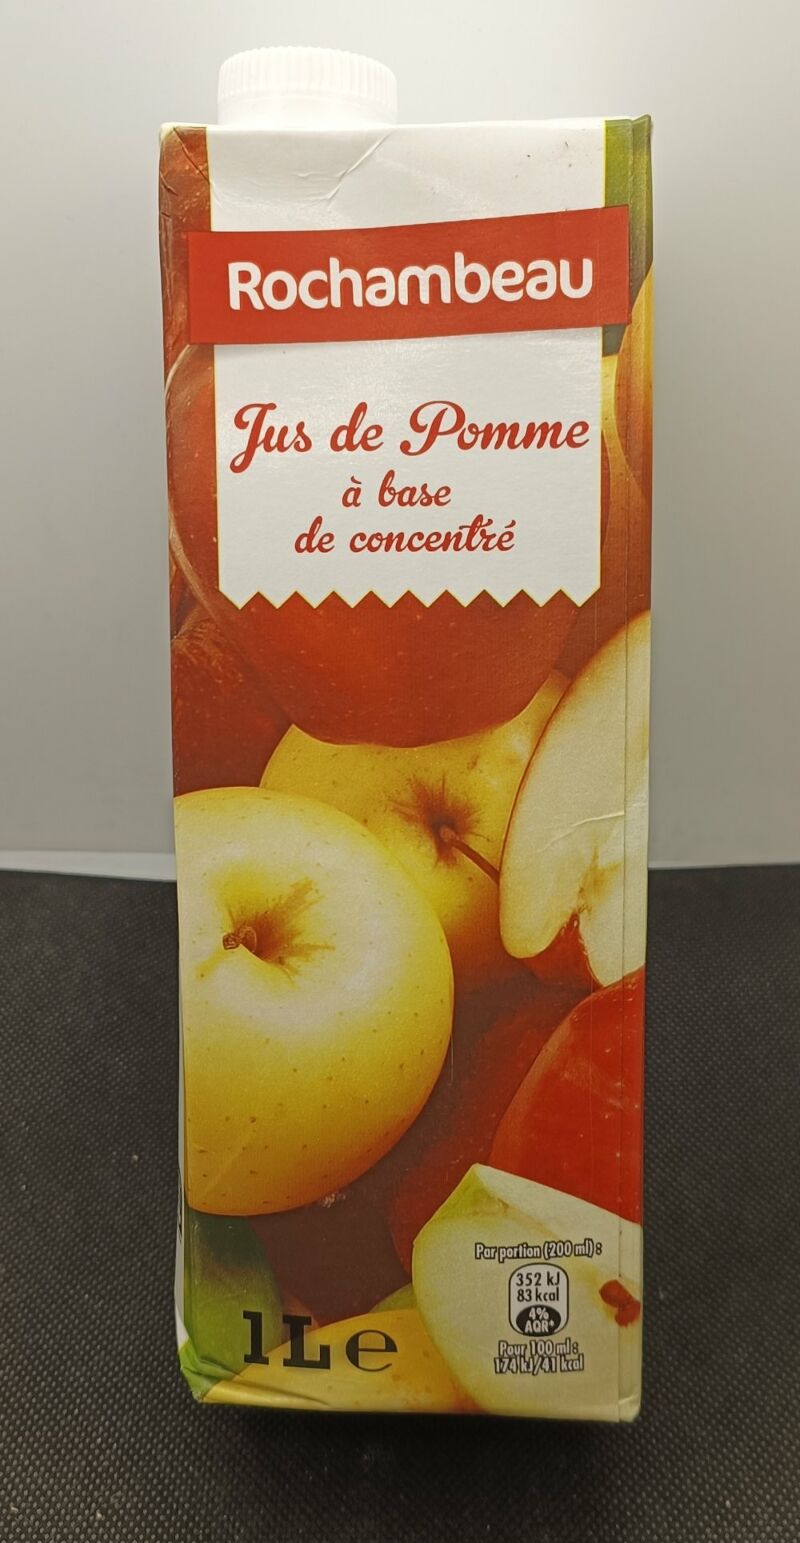 Rochambeau
Jus de Pomme
à base
de concentré
Par portion (200 ml) :
352 kJ
83 kcal
4%
AQR*
Pour 100 ml :
174 kJ/41 kcal
1L e